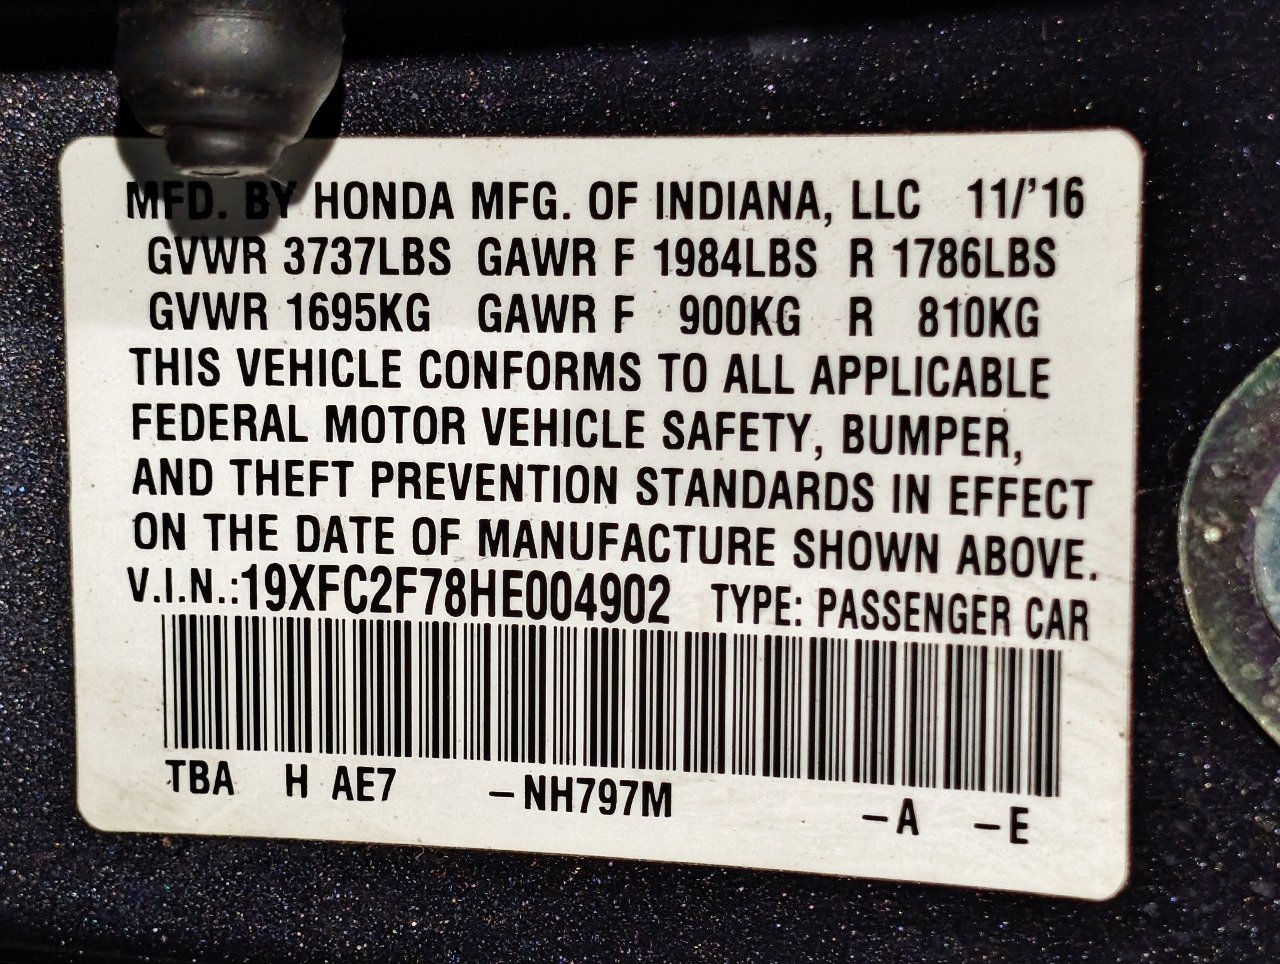 MFD. BY HONDA MFG. OF INDIANA, LLC 11/'16
GVWR 3737LBS GAWR F 1984LBS R 1786LBS
GVWR 1695KG GAWR F 900KG R 810KG
THIS VEHICLE CONFORMS TO ALL APPLICABLE
FEDERAL MOTOR VEHICLE SAFETY, BUMPER,
AND THEFT PREVENTION STANDARDS IN EFFECT
ON THE DATE OF MANUFACTURE SHOWN ABOVE.
V.I.N.:19XFC2F78HE004902 TYPE: PASSENGER CAR
TBA H AE7 –NH797M –A –E